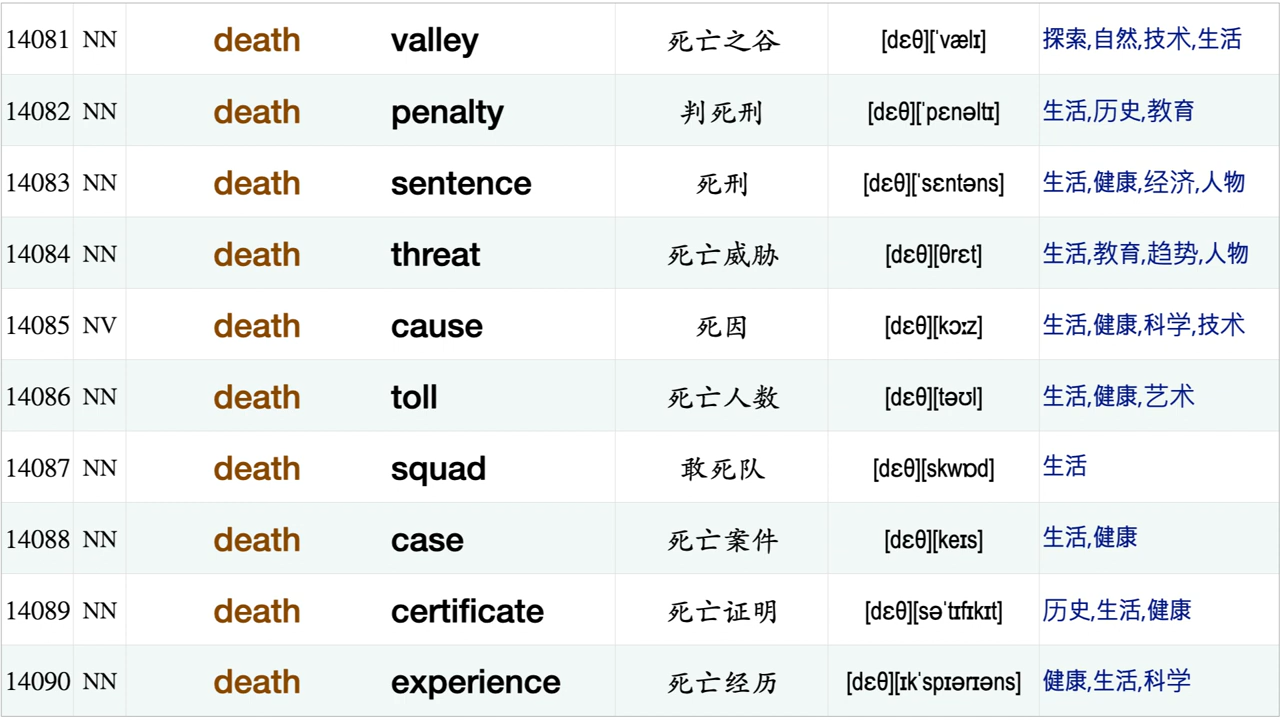 14081 NN death valley 死亡之谷 [dɛθ][ˈvælɪ] 探索,自然,技术,生活
14082 NN death penalty 判死刑 [dɛθ][ˈpɛnəltɪ] 生活,历史,教育
14083 NN death sentence 死刑 [dɛθ][ˈsɛntəns] 生活,健康,经济,人物
14084 NN death threat 死亡威胁 [dɛθ][θrɛt] 生活,教育,趋势,人物
14085 NV death cause 死因 [dɛθ][kɔːz] 生活,健康,科学,技术
14086 NN death toll 死亡人数 [dɛθ][təʊl] 生活,健康,艺术
14087 NN death squad 敢死队 [dɛθ][skwɒd] 生活
14088 NN death case 死亡案件 [dɛθ][keɪs] 生活,健康
14089 NN death certificate 死亡证明 [dɛθ][səˈtɪfɪkɪt] 历史,生活,健康
14090 NN death experience 死亡经历 [dɛθ][ɪkˈspɪərɪəns] 健康,生活,科学